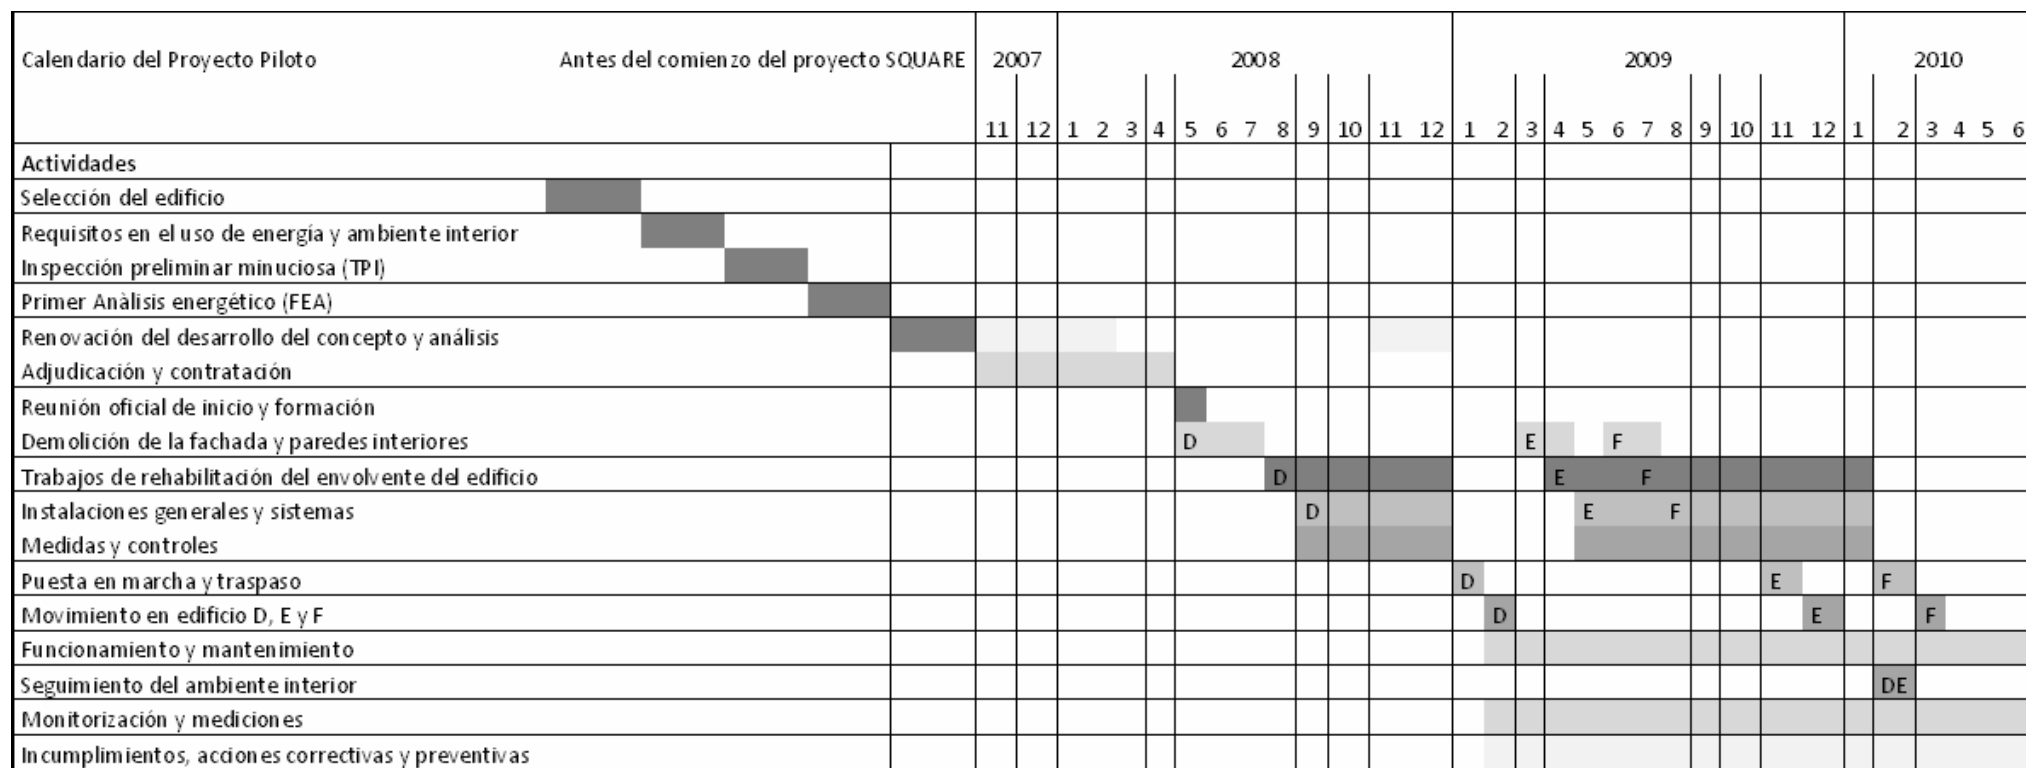 Calendario del Proyecto Piloto Antes del comienzo del proyecto SQUARE 2007 2008 2009 2010
11 12 1 2 3 4 5 6 7 8 9 10 11 12 1 2 3 4 5 6 7 8 9 10 11 12 1 2 3 4 5 6
Actividades
Selección del edificio
Requisitos en el uso de energía y ambiente interior
Inspección preliminar minuciosa (TPI)
Primer Anàlisis energético (FEA)
Renovación del desarrollo del concepto y análisis
Adjudicación y contratación
Reunión oficial de inicio y formación
Demolición de la fachada y paredes interiores D E F
Trabajos de rehabilitación del envolvente del edificio D E F
Instalaciones generales y sistemas D E F
Medidas y controles
Puesta en marcha y traspaso D E F
Movimiento en edificio D, E y F D E F
Funcionamiento y mantenimiento
Seguimiento del ambiente interior DE
Monitorización y mediciones
Incumplimientos, acciones correctivas y preventivas